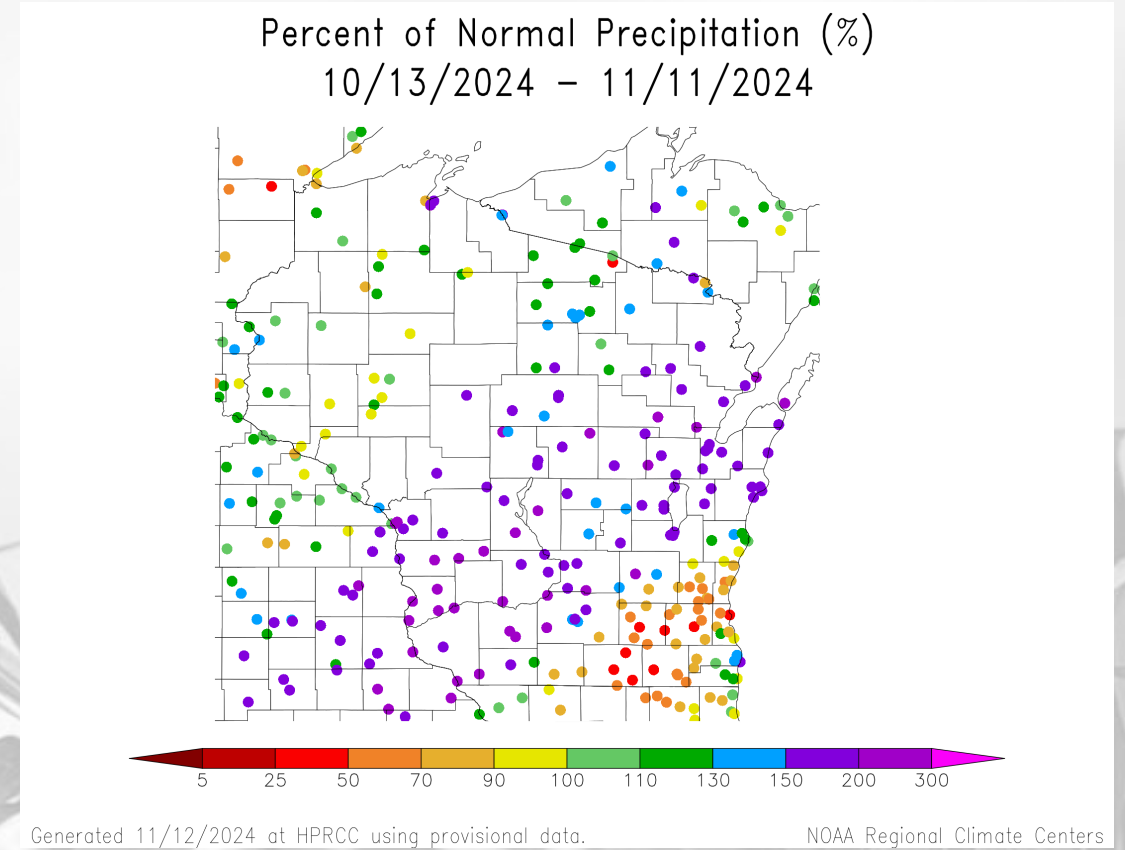 Percent of Normal Precipitation (%)
10/13/2024 – 11/11/2024
5 25 50 70 90 100 110 130 150 200 300
Generated 11/12/2024 at HPRCC using provisional data.
NOAA Regional Climate Centers